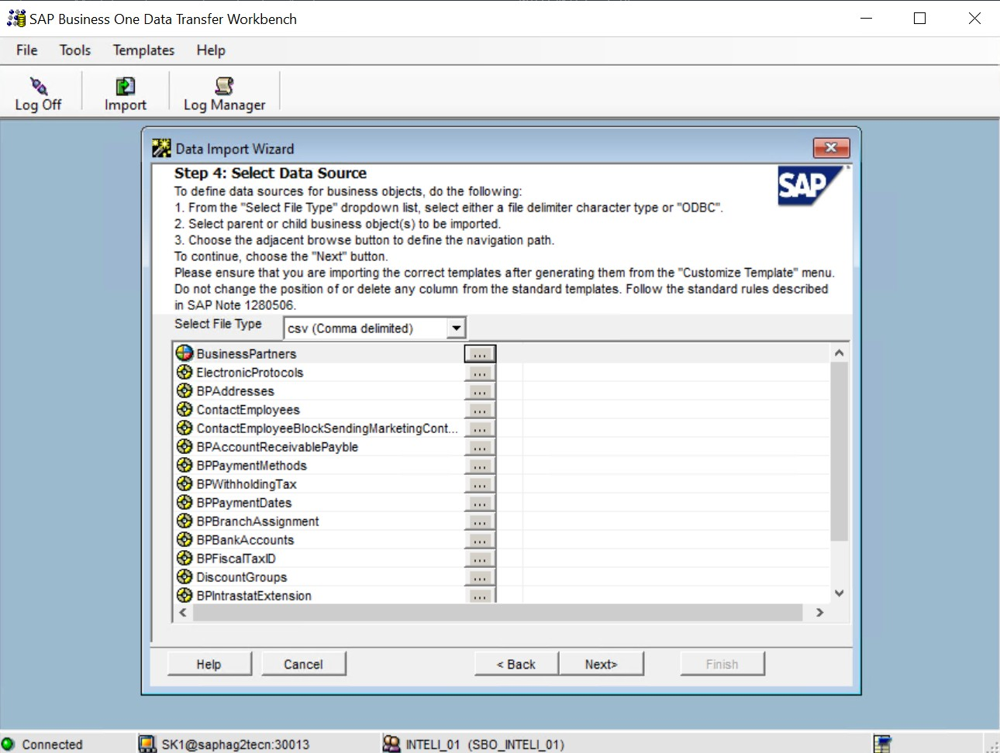 SAP Business One Data Transfer Workbench
File Tools Templates Help
Log Off Import Log Manager
Data Import Wizard
Step 4: Select Data Source
SAP
To define data sources for business objects, do the following:
1. From the "Select File Type" dropdown list, select either a file delimiter character type or "ODBC".
2. Select parent or child business object(s) to be imported.
3. Choose the adjacent browse button to define the navigation path.
To continue, choose the "Next" button.
Please ensure that you are importing the correct templates after generating them from the "Customize Template" menu.
Do not change the position of or delete any column from the standard templates. Follow the standard rules described
in SAP Note 1280506.
Select File Type csv (Comma delimited)
BusinessPartners ...
ElectronicProtocols ...
BPAddresses ...
ContactEmployees ...
ContactEmployeeBlockSendingMarketingCont... ...
BPAccountReceivablePayble ...
BPPaymentMethods ...
BPWithholdingTax ...
BPPaymentDates ...
BPBranchAssignment ...
BPBankAccounts ...
BPFiscalTaxID ...
DiscountGroups ...
BPIntrastatExtension ...
Help Cancel < Back Next> Finish
Connected SK1@saphag2tecn:30013 INTELI_01 (SBO_INTELI_01)